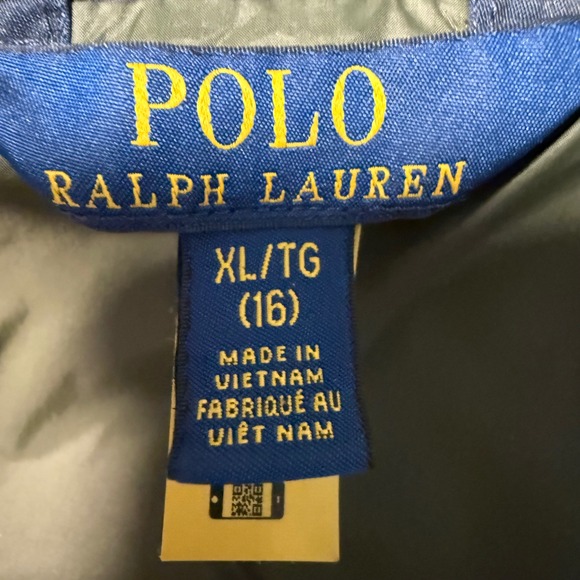 POLO
RALPH LAUREN
XL/TG
(16)
MADE IN
VIETNAM
FABRIQUÉ AU
VIÊT NAM